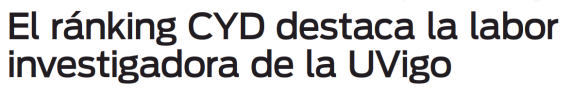 El ránking CYD destaca la labor
investigadora de la UVigo